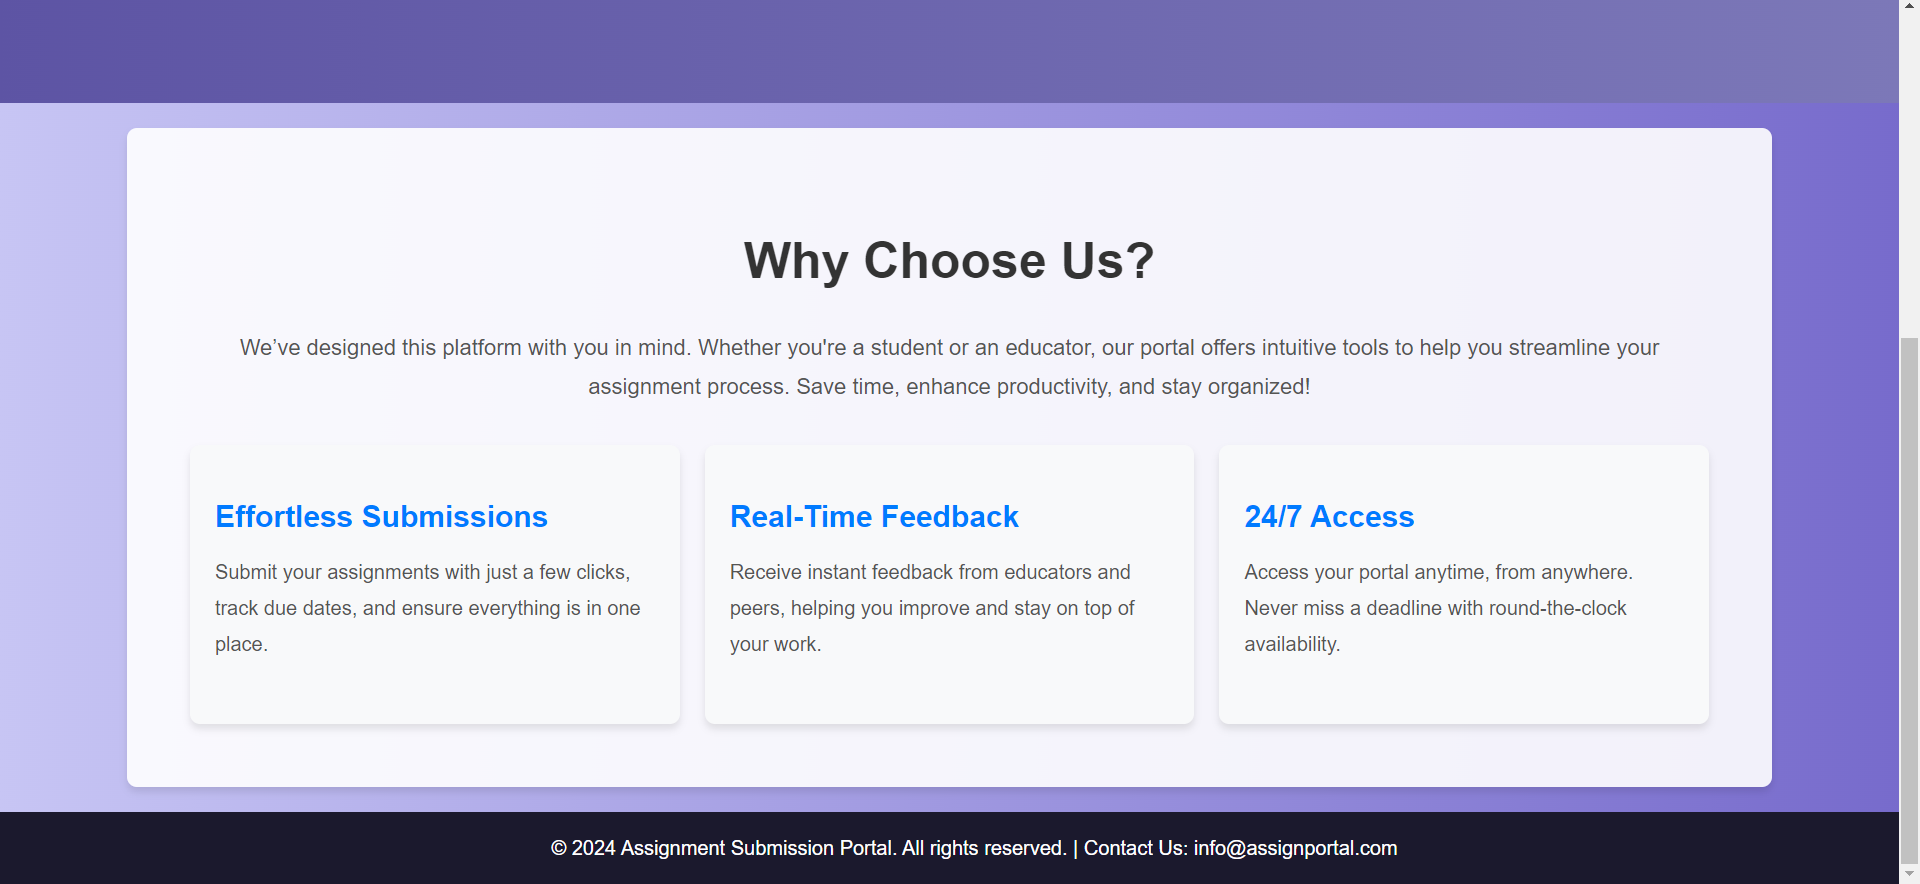 Why Choose Us?
We’ve designed this platform with you in mind. Whether you're a student or an educator, our portal offers intuitive tools to help you streamline your
assignment process. Save time, enhance productivity, and stay organized!
Effortless Submissions
Submit your assignments with just a few clicks,
track due dates, and ensure everything is in one
place.
Real-Time Feedback
Receive instant feedback from educators and
peers, helping you improve and stay on top of
your work.
24/7 Access
Access your portal anytime, from anywhere.
Never miss a deadline with round-the-clock
availability.
© 2024 Assignment Submission Portal. All rights reserved. | Contact Us: info@assignportal.com